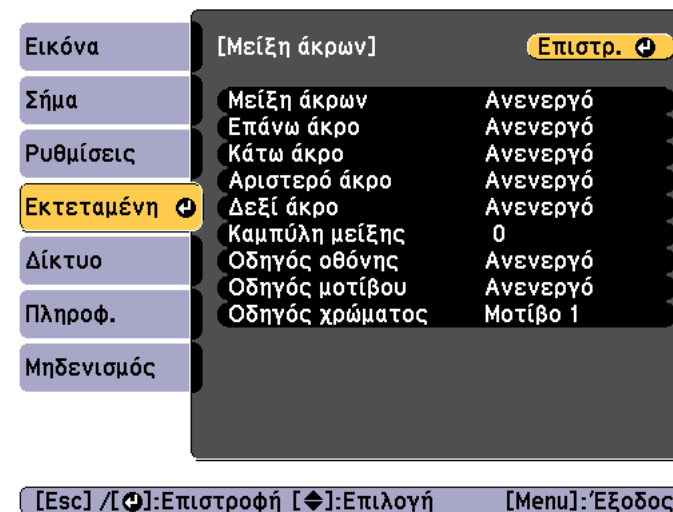 Εικόνα
Σήμα
Ρυθμίσεις
Εκτεταμένη
Δίκτυο
Πληροφ.
Μηδενισμός
[Μείξη άκρων] Επιστρ.
Μείξη άκρων Ανενεργό
Επάνω άκρο Ανενεργό
Κάτω άκρο Ανενεργό
Αριστερό άκρο Ανενεργό
Δεξί άκρο Ανενεργό
Καμπύλη μείξης 0
Οδηγός οθόνης Ανενεργό
Οδηγός μοτίβου Ανενεργό
Οδηγός χρώματος Μοτίβο 1
[Esc] /[⏎]:Επιστροφή [♦]:Επιλογή [Menu]:Έξοδος